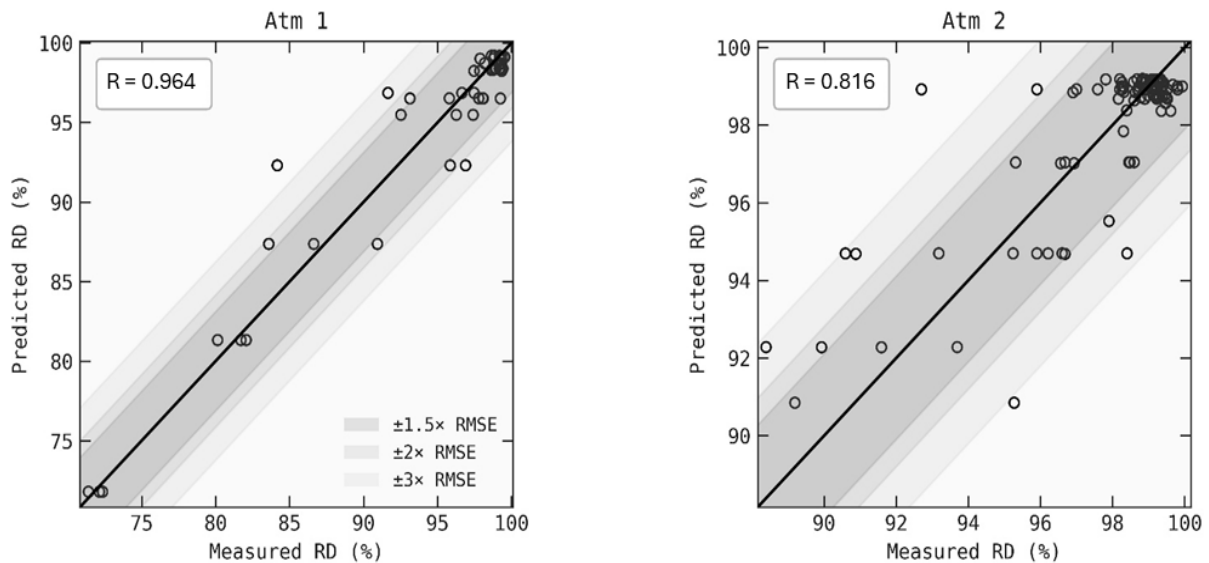 Atm 1
R = 0.964
100
95
90
85
80
75
Predicted RD (%)
±1.5× RMSE
±2× RMSE
±3× RMSE
75 80 85 90 95 100
Measured RD (%)
Atm 2
R = 0.816
100
98
96
94
92
90
Predicted RD (%)
90 92 94 96 98 100
Measured RD (%)